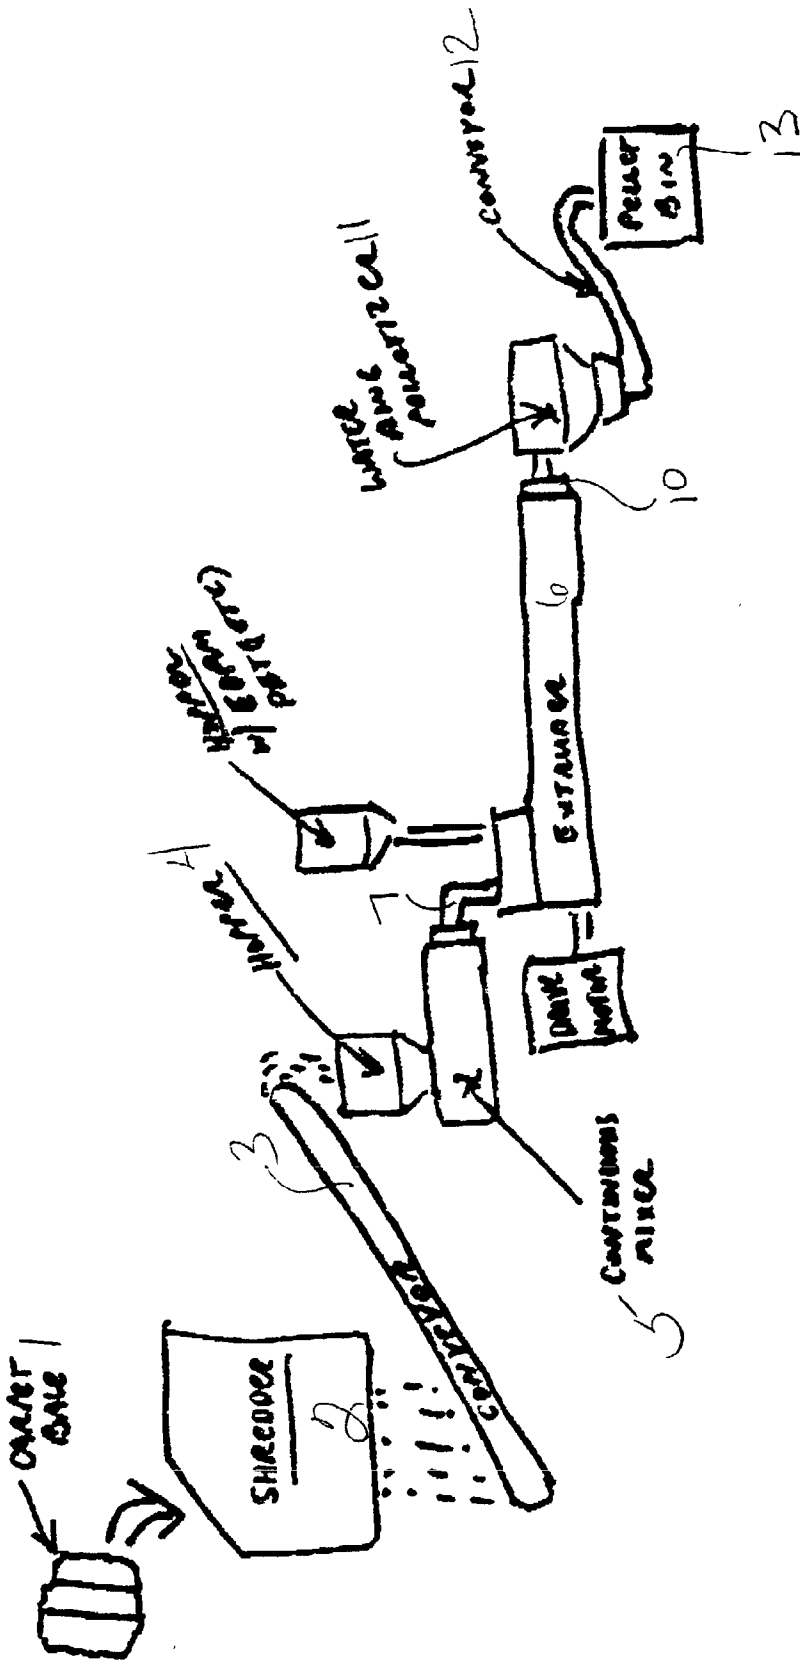 CARPET
BALE 1
SHREDDER
2
CONVEYOR
3
HOPPER
4
CONTINUOUS
MIXER
5
7
HOPPER
DRIVE
MOTOR
EXTRUDER
6
10
WATER
RING
PELLETIZER 11
CONVEYOR 12
PELLET
BIN
13